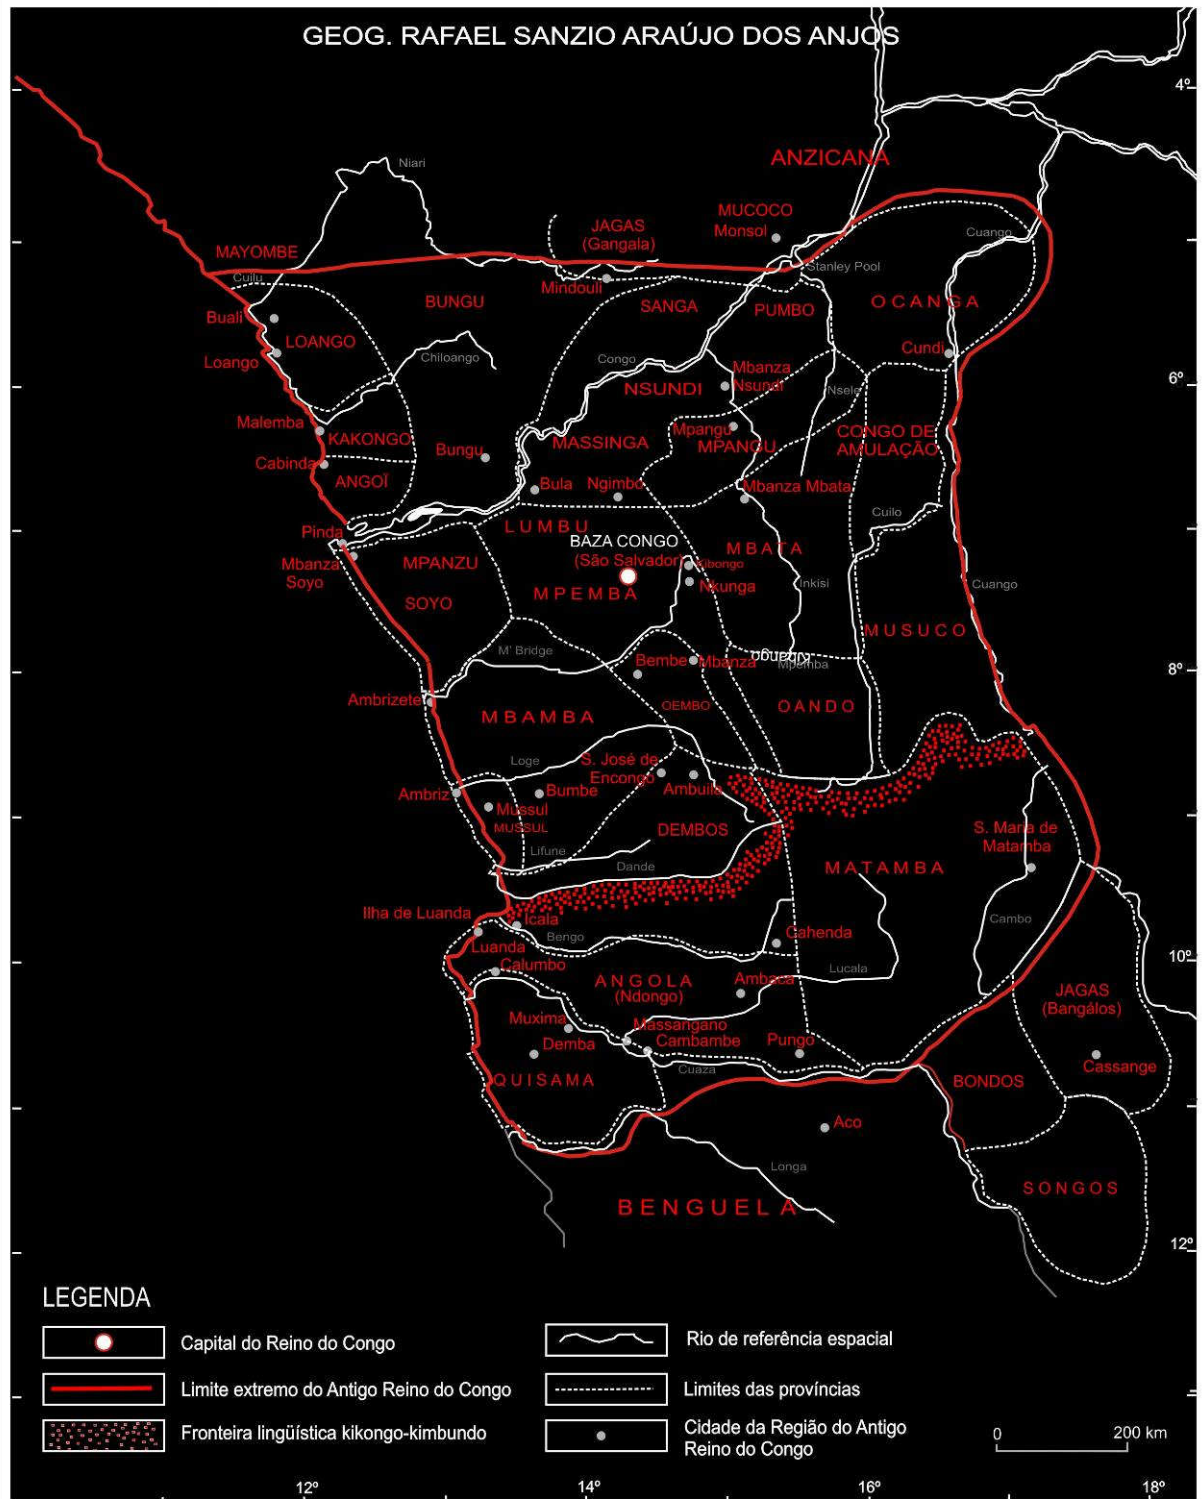 GEOG. RAFAEL SANZIO ARAÚJO DOS ANJOS
4º
Niari
ANZICANA
MUCOCO
Monsol
JAGAS
(Gangala)
Cuango
MAYOMBE
Stanley Pool
Cuilu
Mindouli
BUNGU
SANGA
PUMBO
OCANGA
Buali
LOANGO
Loango
Chiloango
Congo
Cundi
6º
Mbanza
Nsundi
NSUNDI
Nsele
Malemba
KAKONGO
Mpangu
MPANGU
CONGO DE
AMULAÇÃO
MASSINGA
Bungu
Cabinda
ANGOÏ
Bula
Ngimbo
Mbanza Mbata
Cuilo
Pinda
LUMBU
BAZA CONGO
(São Salvador)
Kibongo
MBATA
Mbanza
Soyo
MPANZU
SOYO
MPEMBA
Nkunga
Inkisi
Cuango
MUSUCO
M' Bridge
Bembe
Mbanza
Kibango
Mpemba
8º
Ambrizete
MBAMBA
OEMBO
OANDO
Loge
S. José de
Encongo
Ambuila
Ambriz
Bumbe
Mussul
MUSSUL
DEMBOS
S. Maria de
Matamba
Lifune
Dande
MATAMBA
Ilha de Luanda
Icala
Cambo
Luanda
Bengo
Cahenda
Calumbo
10º
ANGOLA
(Ndongo)
Ambaca
Lucala
JAGAS
(Bangálos)
Muxima
Massangano
Demba
Cambambe
Pungo
Cassange
QUISAMA
Cuaza
BONDOS
Aco
Longa
SONGOS
BENGUELA
12º
LEGENDA
Capital do Reino do Congo
Rio de referência espacial
Limite extremo do Antigo Reino do Congo
Limites das províncias
Fronteira lingüística kikongo-kimbundo
Cidade da Região do Antigo
Reino do Congo
0
200 km
12º
14º
16º
18º